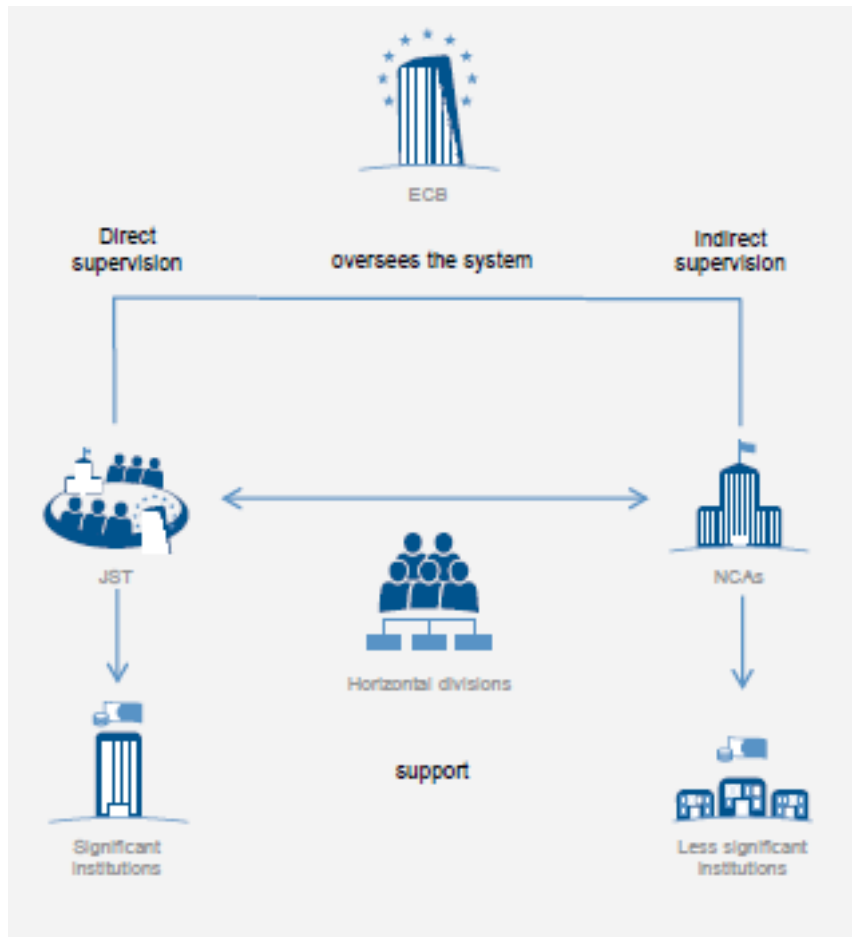 ECB
Direct
supervision
oversees the system
Indirect
supervision
JST
NCAs
Horizontal divisions
support
Significant
institutions
Less significant
institutions